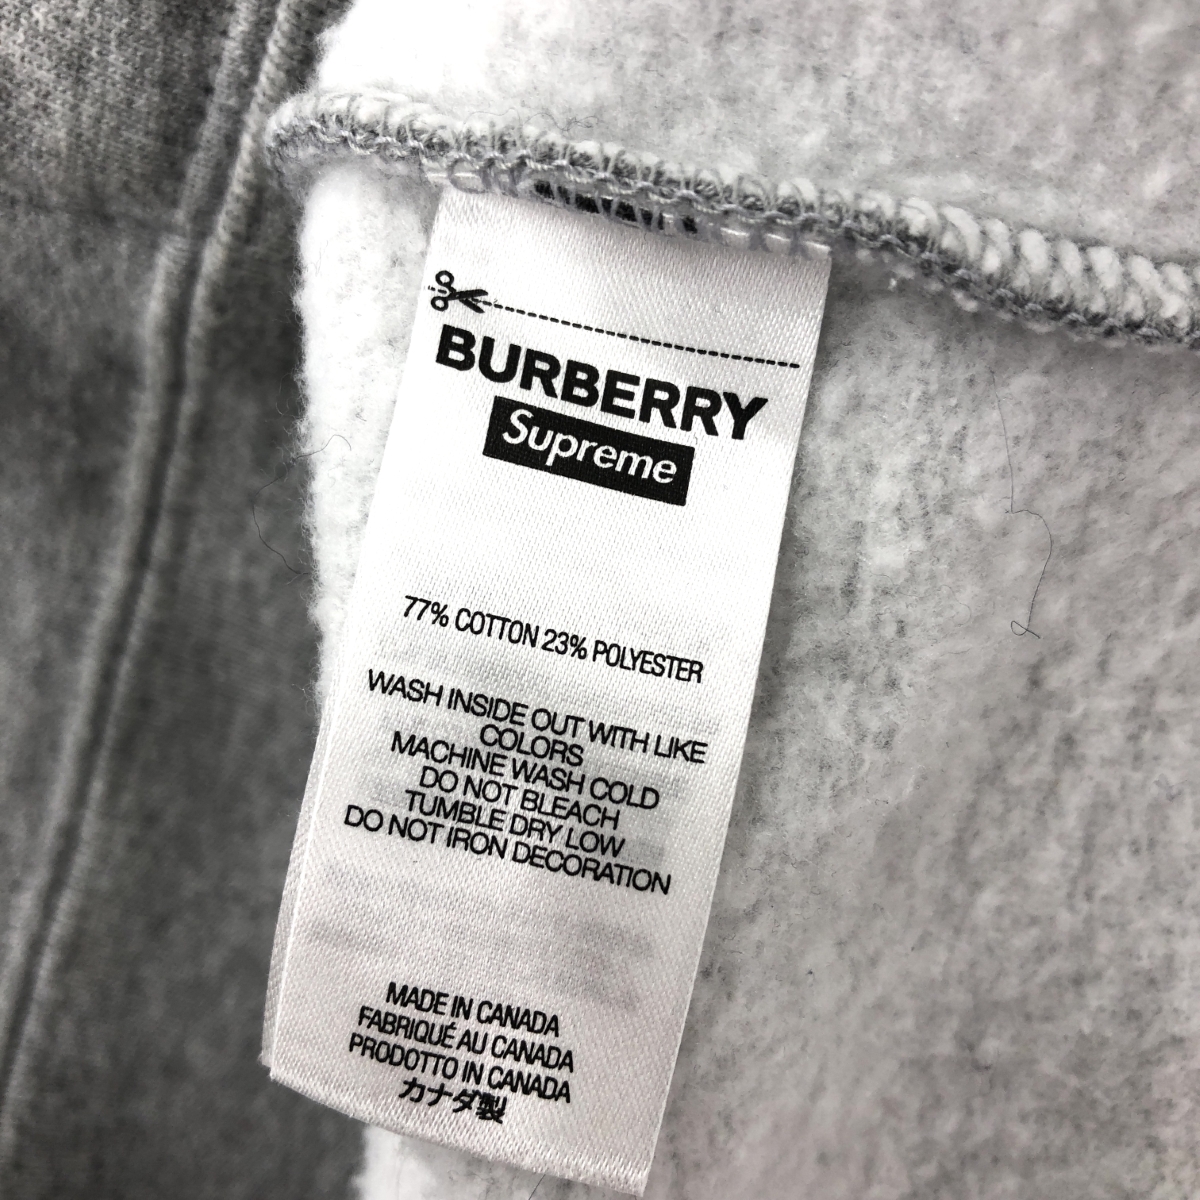 BURBERRY
Supreme
77% COTTON 23% POLYESTER
WASH INSIDE OUT WITH LIKE
COLORS
MACHINE WASH COLD
DO NOT BLEACH
TUMBLE DRY LOW
DO NOT IRON DECORATION
MADE IN CANADA
FABRIQUÉ AU CANADA
PRODOTTO IN CANADA
カナダ製